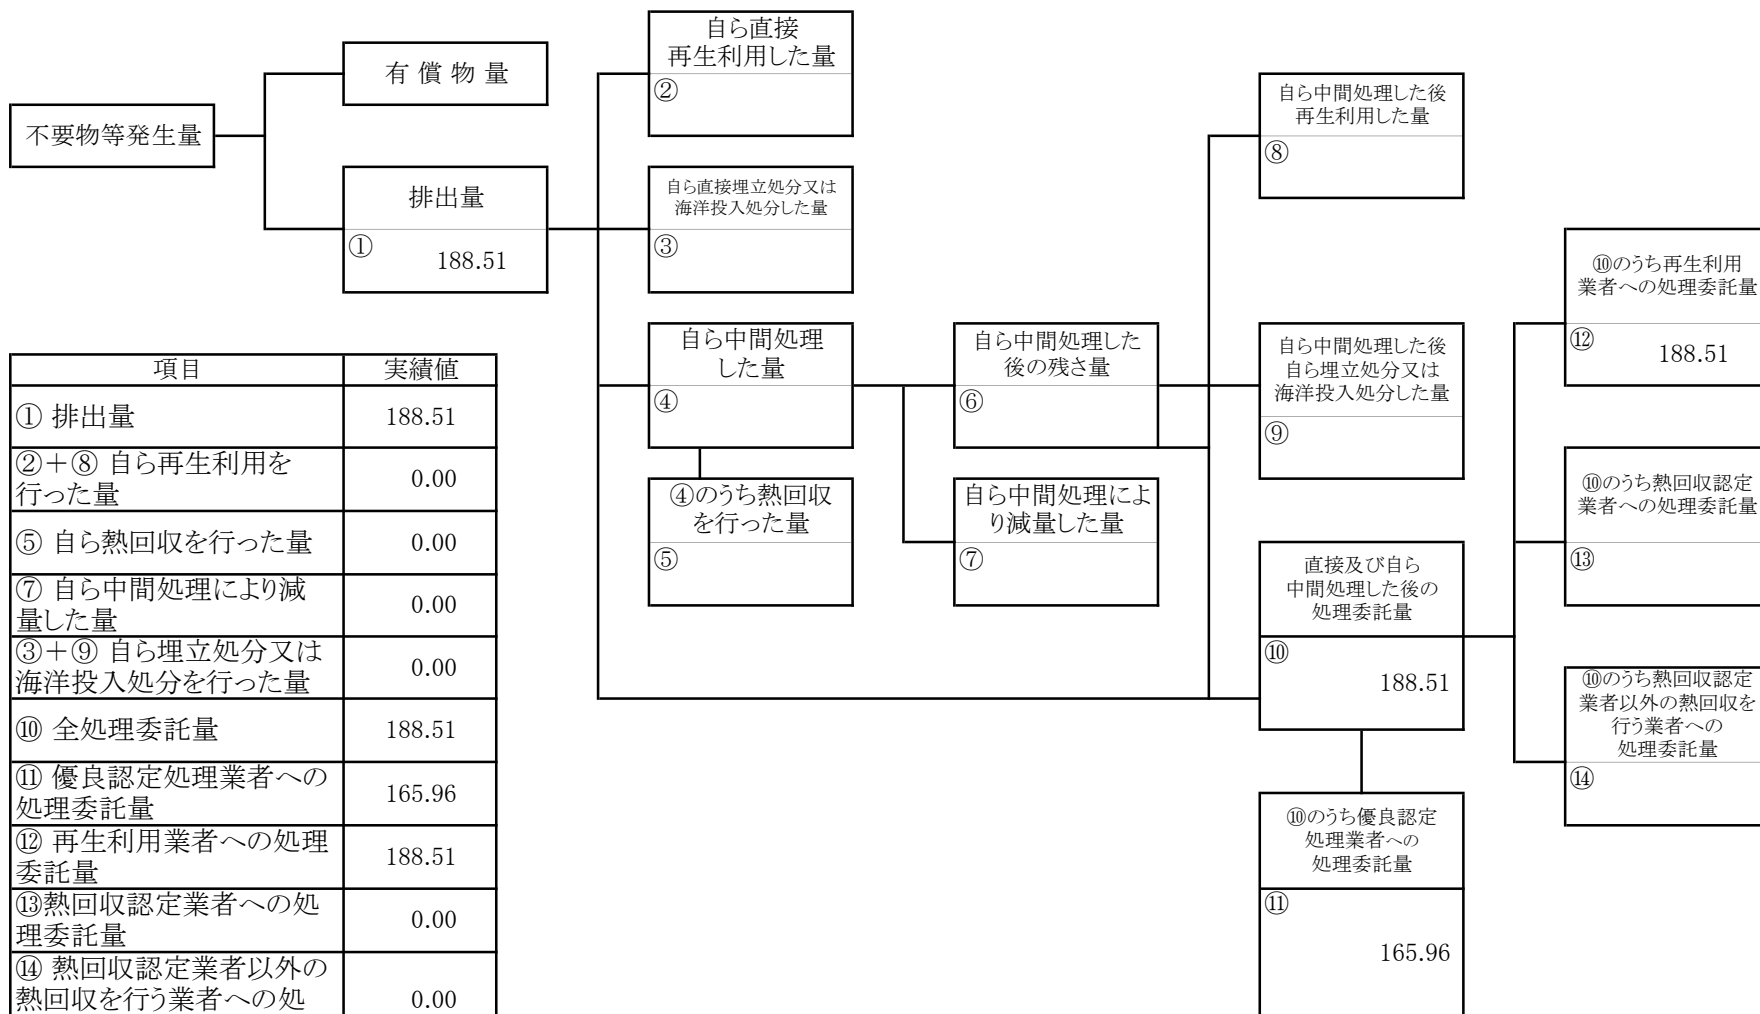 不要物等発生量
有 償 物 量
排出量
①
188.51
自ら直接
再生利用した量
②
自ら直接埋立処分又は
海洋投入処分した量
③
自ら中間処理
した量
④
④のうち熱回収
を行った量
⑤
自ら中間処理した
後の残さ量
⑥
自ら中間処理によ
り減量した量
⑦
自ら中間処理した後
再生利用した量
⑧
自ら中間処理した後
自ら埋立処分又は
海洋投入処分した量
⑨
直接及び自ら
中間処理した後の
処理委託量
⑩
188.51
⑩のうち優良認定
処理業者への
処理委託量
⑪
165.96
⑩のうち再生利用
業者への処理委託量
⑫
188.51
⑩のうち熱回収認定
業者への処理委託量
⑬
⑩のうち熱回収認定
業者以外の熱回収を
行う業者への
処理委託量
⑭
項目 実績値
① 排出量 188.51
②＋⑧ 自ら再生利用を
行った量 0.00
⑤ 自ら熱回収を行った量 0.00
⑦ 自ら中間処理により減
量した量 0.00
③＋⑨ 自ら埋立処分又は
海洋投入処分を行った量 0.00
⑩ 全処理委託量 188.51
⑪ 優良認定処理業者への
処理委託量 165.96
⑫ 再生利用業者への処理
委託量 188.51
⑬熱回収認定業者への処
理委託量 0.00
⑭ 熱回収認定業者以外の
熱回収を行う業者への処 0.00